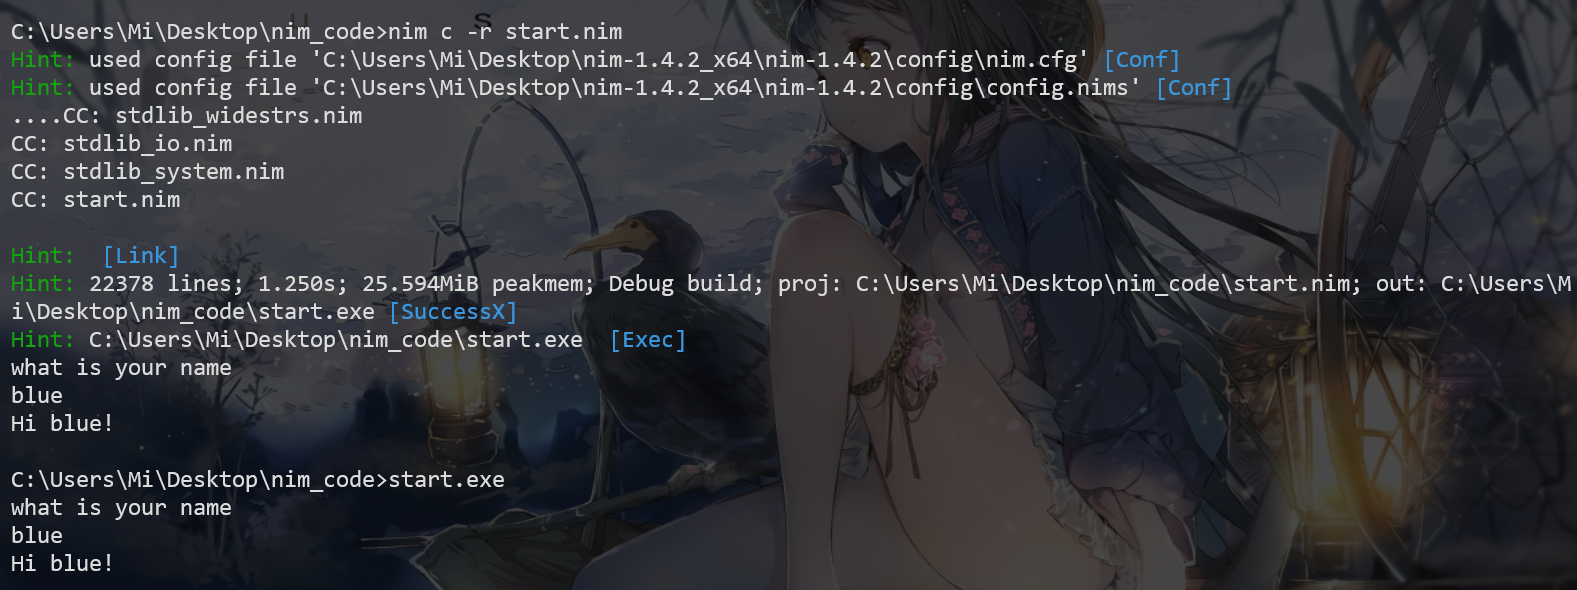 C:\Users\Mi\Desktop\nim_code>nim c -r start.nim
Hint: used config file 'C:\Users\Mi\Desktop\nim-1.4.2_x64\nim-1.4.2\config\nim.cfg' [Conf]
Hint: used config file 'C:\Users\Mi\Desktop\nim-1.4.2_x64\nim-1.4.2\config\config.nims' [Conf]
....CC: stdlib_widestrs.nim
CC: stdlib_io.nim
CC: stdlib_system.nim
CC: start.nim
Hint:  [Link]
Hint: 22378 lines; 1.250s; 25.594MiB peakmem; Debug build; proj: C:\Users\Mi\Desktop\nim_code\start.nim; out: C:\Users\M
i\Desktop\nim_code\start.exe [SuccessX]
Hint: C:\Users\Mi\Desktop\nim_code\start.exe  [Exec]
what is your name
blue
Hi blue!
C:\Users\Mi\Desktop\nim_code>start.exe
what is your name
blue
Hi blue!